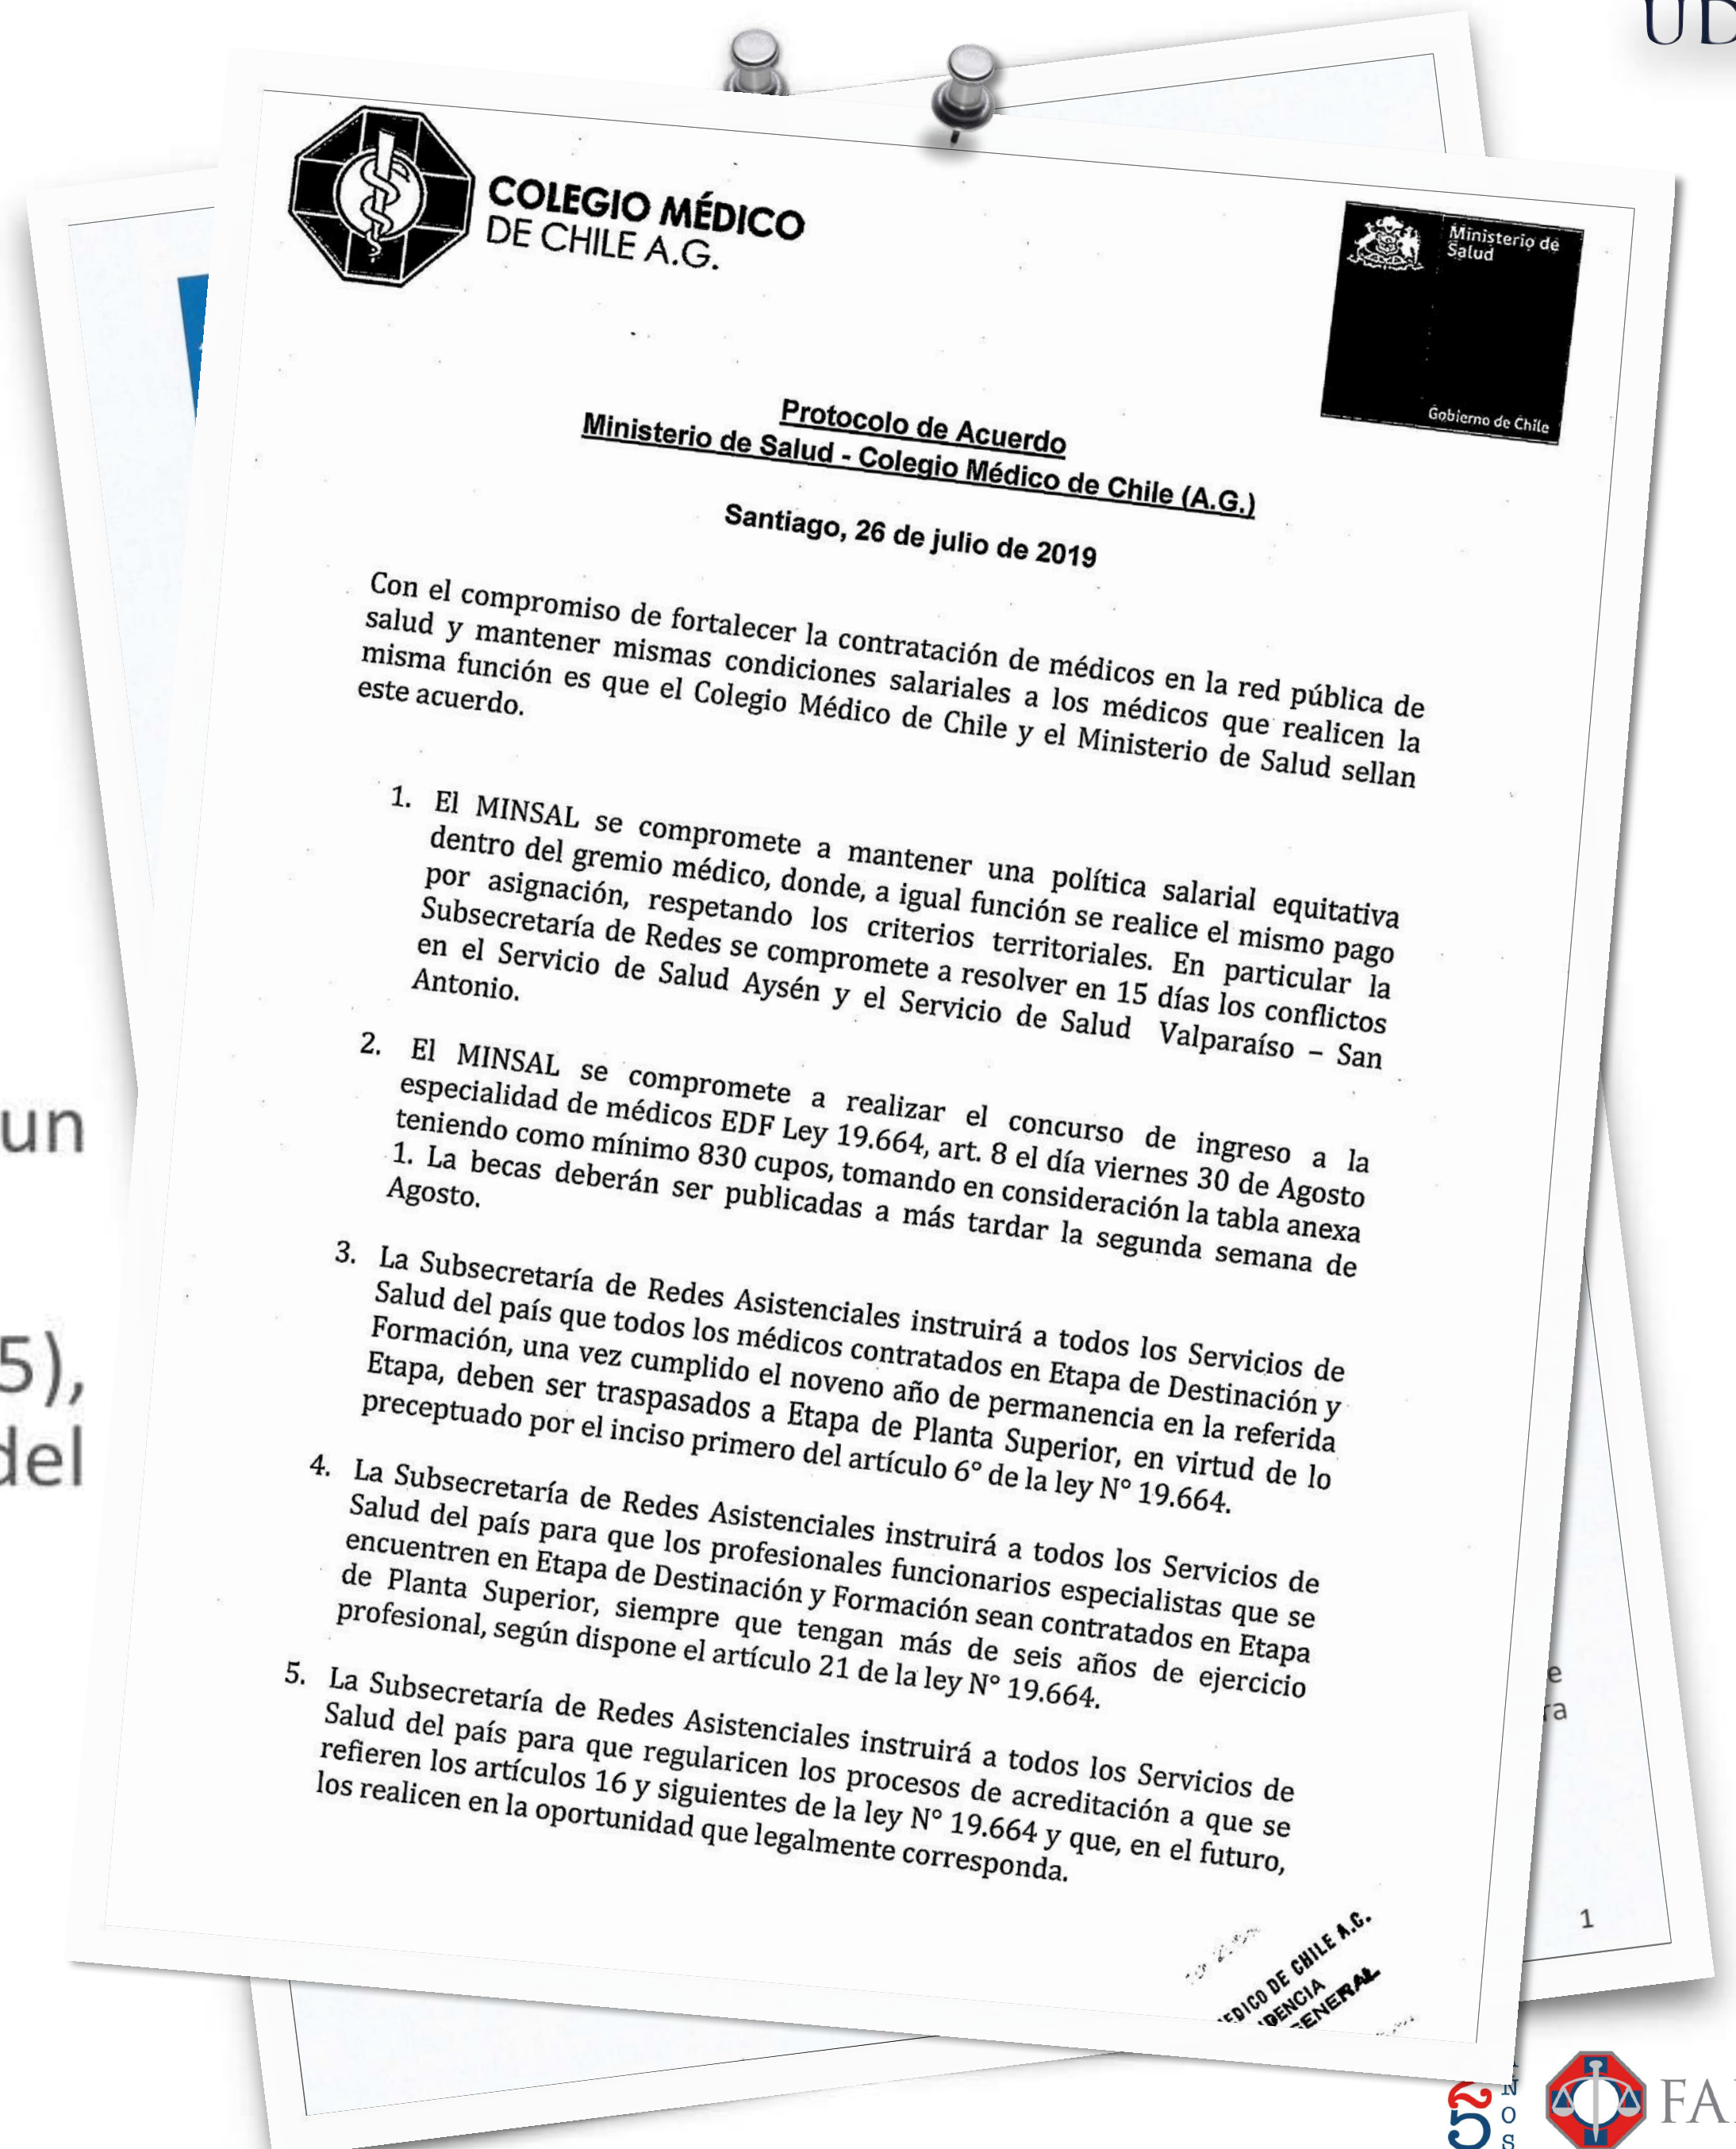 UD
COLEGIO MÉDICO
DE CHILE A.G.
Ministerio de
Salud
Gobierno de Chile
Protocolo de Acuerdo
Ministerio de Salud - Colegio Médico de Chile (A.G.)
Santiago, 26 de julio de 2019
Con el compromiso de fortalecer la contratación de médicos en la red pública de
salud y mantener mismas condiciones salariales a los médicos que realicen la
misma función es que el Colegio Médico de Chile y el Ministerio de Salud sellan
este acuerdo.
1. El MINSAL se compromete a mantener una política salarial equitativa
dentro del gremio médico, donde, a igual función se realice el mismo pago
por asignación, respetando los criterios territoriales. En particular la
Subsecretaría de Redes se compromete a resolver en 15 días los conflictos
en el Servicio de Salud Aysén y el Servicio de Salud Valparaíso – San
Antonio.
2. El MINSAL se compromete a realizar el concurso de ingreso a la
especialidad de médicos EDF Ley 19.664, art. 8 el día viernes 30 de Agosto
teniendo como mínimo 830 cupos, tomando en consideración la tabla anexa
1. La becas deberán ser publicadas a más tardar la segunda semana de
Agosto.
3. La Subsecretaría de Redes Asistenciales instruirá a todos los Servicios de
Salud del país que todos los médicos contratados en Etapa de Destinación y
Formación, una vez cumplido el noveno año de permanencia en la referida
Etapa, deben ser traspasados a Etapa de Planta Superior, en virtud de lo
preceptuado por el inciso primero del artículo 6° de la ley N° 19.664.
4. La Subsecretaría de Redes Asistenciales instruirá a todos los Servicios de
Salud del país para que los profesionales funcionarios especialistas que se
encuentren en Etapa de Destinación y Formación sean contratados en Etapa
de Planta Superior, siempre que tengan más de seis años de ejercicio
profesional, según dispone el artículo 21 de la ley N° 19.664.
5. La Subsecretaría de Redes Asistenciales instruirá a todos los Servicios de
Salud del país para que regularicen los procesos de acreditación a que se
refieren los artículos 16 y siguientes de la ley N° 19.664 y que, en el futuro,
los realicen en la oportunidad que legalmente corresponda.
EDICO DE CHILE A.G.
DENCIA
ENERAL
un
5),
del
e
ra
1
25
NOS
FA